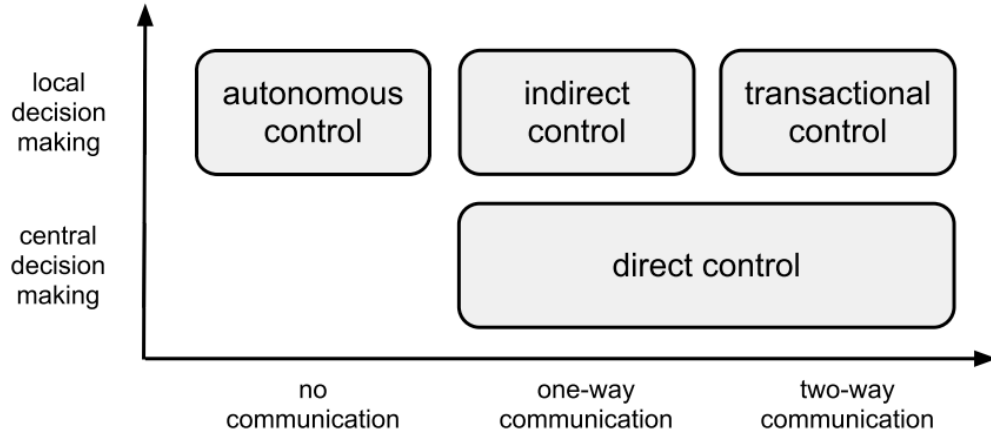 local
decision
making
autonomous
control
indirect
control
transactional
control
central
decision
making
direct control
no
communication
one-way
communication
two-way
communication